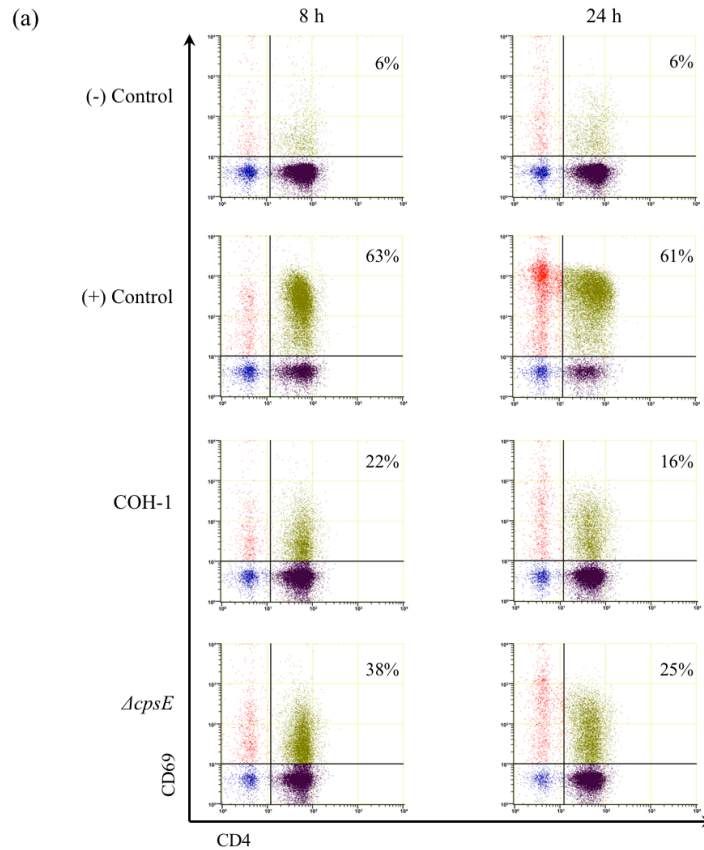 (a)
8 h
24 h
(-) Control
6%
6%
(+) Control
63%
61%
COH-1
22%
16%
ΔcpsE
38%
25%
CD69
CD4